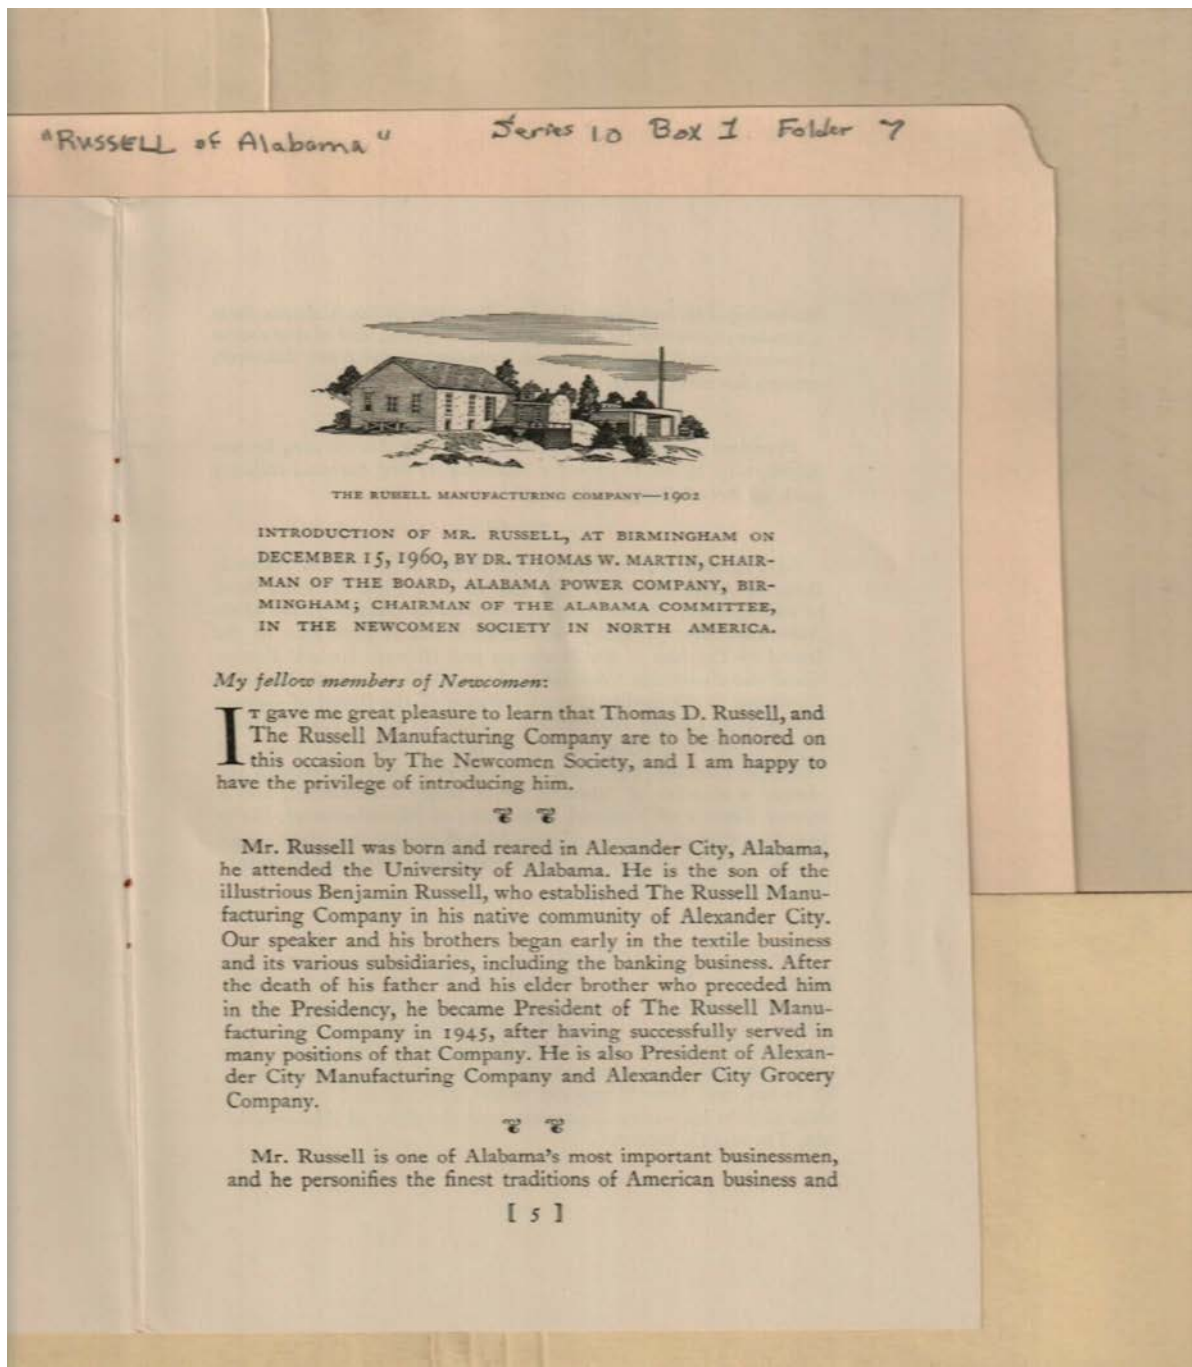 "RUSSELL of Alabama" Series 10 Box 1 Folder 7
THE RUSSELL MANUFACTURING COMPANY—1902
INTRODUCTION OF MR. RUSSELL, AT BIRMINGHAM ON
DECEMBER 15, 1960, BY DR. THOMAS W. MARTIN, CHAIR-
MAN OF THE BOARD, ALABAMA POWER COMPANY, BIR-
MINGHAM; CHAIRMAN OF THE ALABAMA COMMITTEE,
IN THE NEWCOMEN SOCIETY IN NORTH AMERICA.
My fellow members of Newcomen:
IT gave me great pleasure to learn that Thomas D. Russell, and
The Russell Manufacturing Company are to be honored on
this occasion by The Newcomen Society, and I am happy to
have the privilege of introducing him.
Mr. Russell was born and reared in Alexander City, Alabama,
he attended the University of Alabama. He is the son of the
illustrious Benjamin Russell, who established The Russell Manu-
facturing Company in his native community of Alexander City.
Our speaker and his brothers began early in the textile business
and its various subsidiaries, including the banking business. After
the death of his father and his elder brother who preceded him
in the Presidency, he became President of The Russell Manu-
facturing Company in 1945, after having successfully served in
many positions of that Company. He is also President of Alexan-
der City Manufacturing Company and Alexander City Grocery
Company.
Mr. Russell is one of Alabama's most important businessmen,
and he personifies the finest traditions of American business and
[ 5 ]